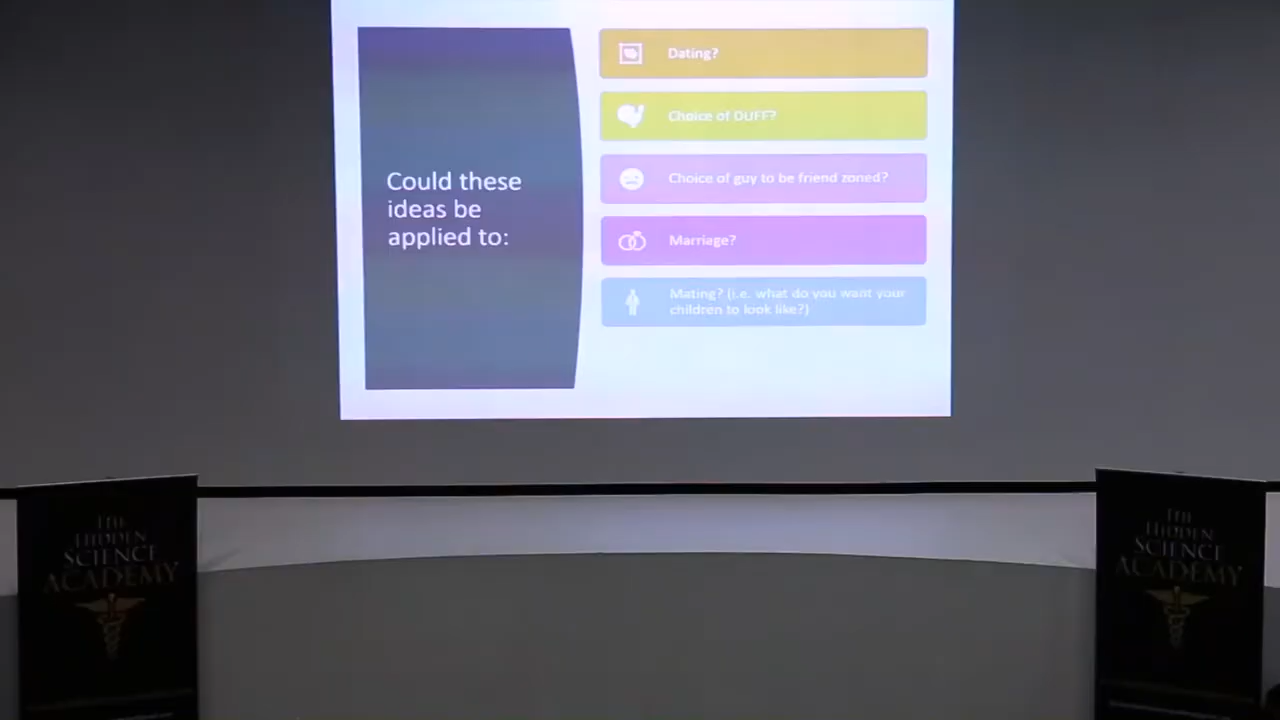 Could these
ideas be
applied to:
Dating?
Choice of DUFF?
Choice of guy to be friend zoned?
Marriage?
Mating? (i.e. what do you want your
children to look like?)
THE
HIDDEN
SCIENCE
ACADEMY
THE
HIDDEN
SCIENCE
ACADEMY